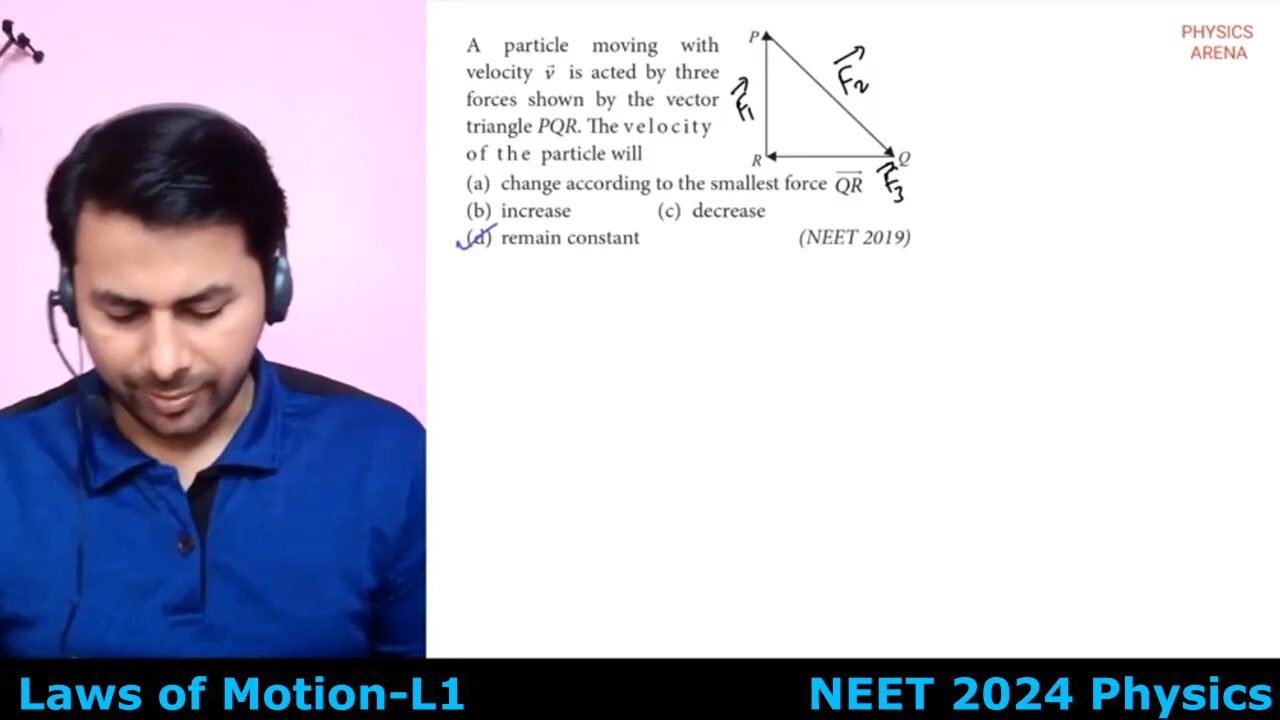 PHYSICS
ARENA
A particle moving with
velocity v⃗ is acted by three
forces shown by the vector
triangle PQR. The velocity
of the particle will
P
F⃗1
F⃗2
R
Q
F⃗3
(a) change according to the smallest force Q͞R⃗
(b) increase (c) decrease
(d) remain constant (NEET 2019)
Laws of Motion-L1 NEET 2024 Physics